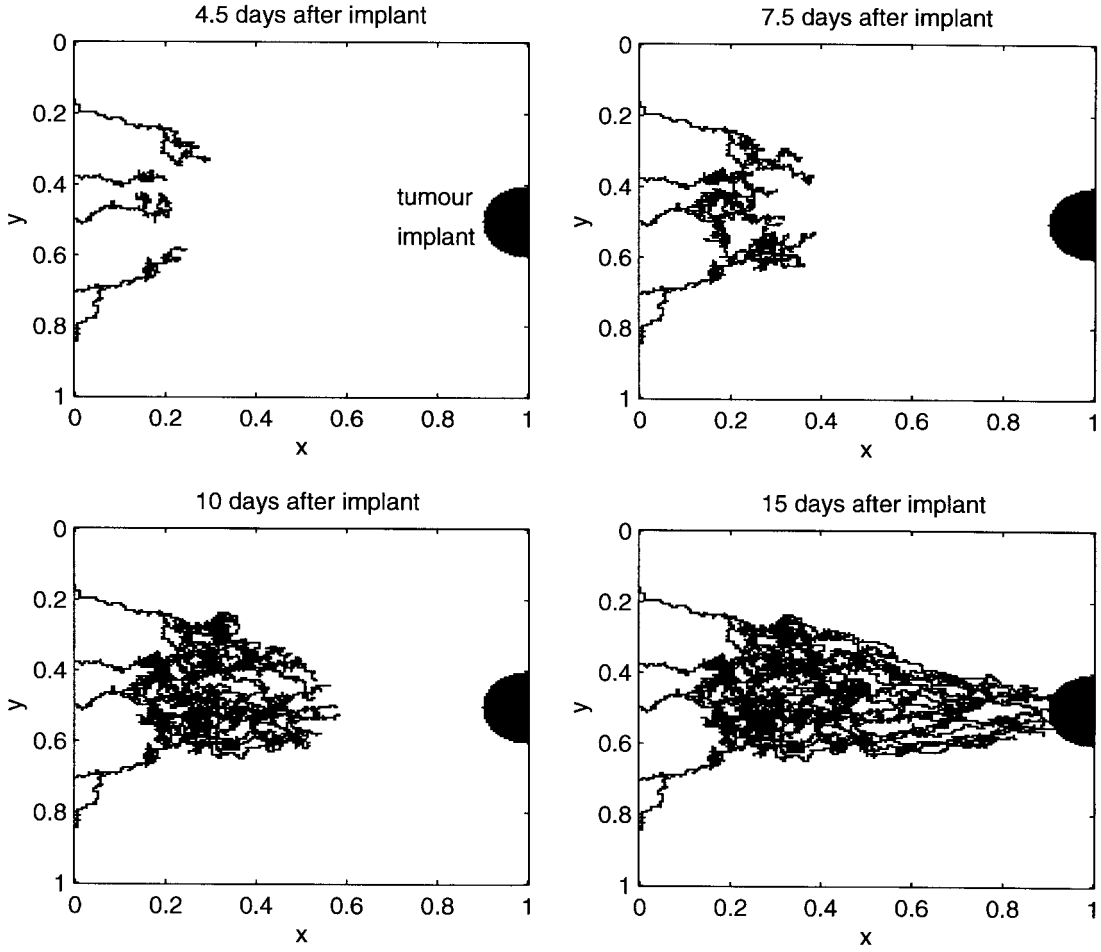 4.5 days after implant
0
0.2
0.4
y
0.6
0.8
1
tumour
implant
0 0.2 0.4 0.6 0.8 1
x
7.5 days after implant
0
0.2
0.4
y
0.6
0.8
1
0 0.2 0.4 0.6 0.8 1
x
10 days after implant
0
0.2
0.4
y
0.6
0.8
1
0 0.2 0.4 0.6 0.8 1
x
15 days after implant
0
0.2
0.4
y
0.6
0.8
1
0 0.2 0.4 0.6 0.8 1
x